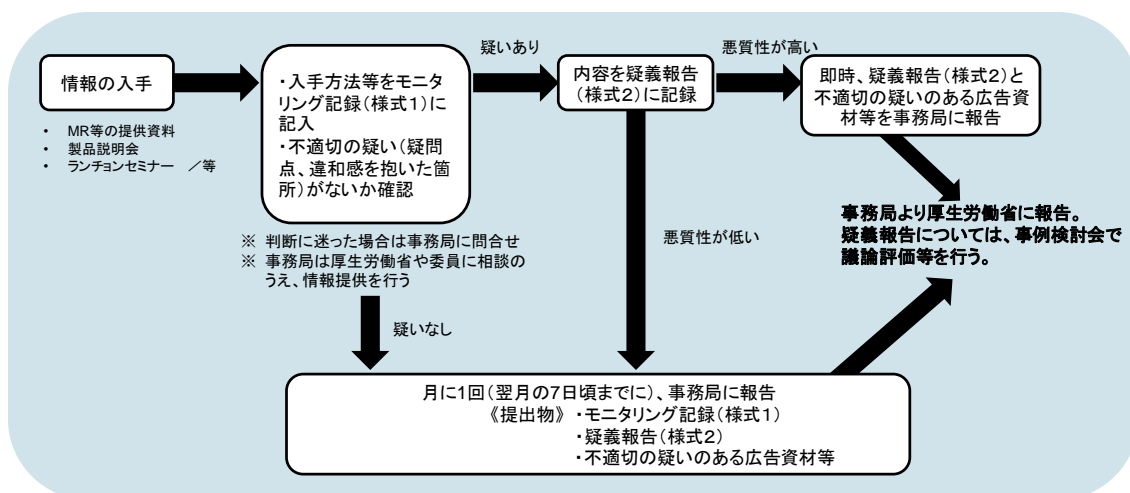 情報の入手
・ MR等の提供資料
・ 製品説明会
・ ランチョンセミナー ／等
・入手方法等をモニ
タリング記録(様式1)に
記入
・不適切の疑い(疑問
点、違和感を抱いた箇
所)がないか確認
※ 判断に迷った場合は事務局に問合せ
※ 事務局は厚生労働省や委員に相談の
うえ、情報提供を行う
疑いあり
疑いなし
内容を疑義報告
(様式2)に記録
悪質性が高い
悪質性が低い
即時、疑義報告(様式2)と
不適切の疑いのある広告資
材等を事務局に報告
事務局より厚生労働省に報告。
疑義報告については、事例検討会で
議論評価等を行う。
月に1回(翌月の7日頃までに)、事務局に報告
《提出物》 ・モニタリング記録(様式1)
・疑義報告(様式2)
・不適切の疑いのある広告資材等